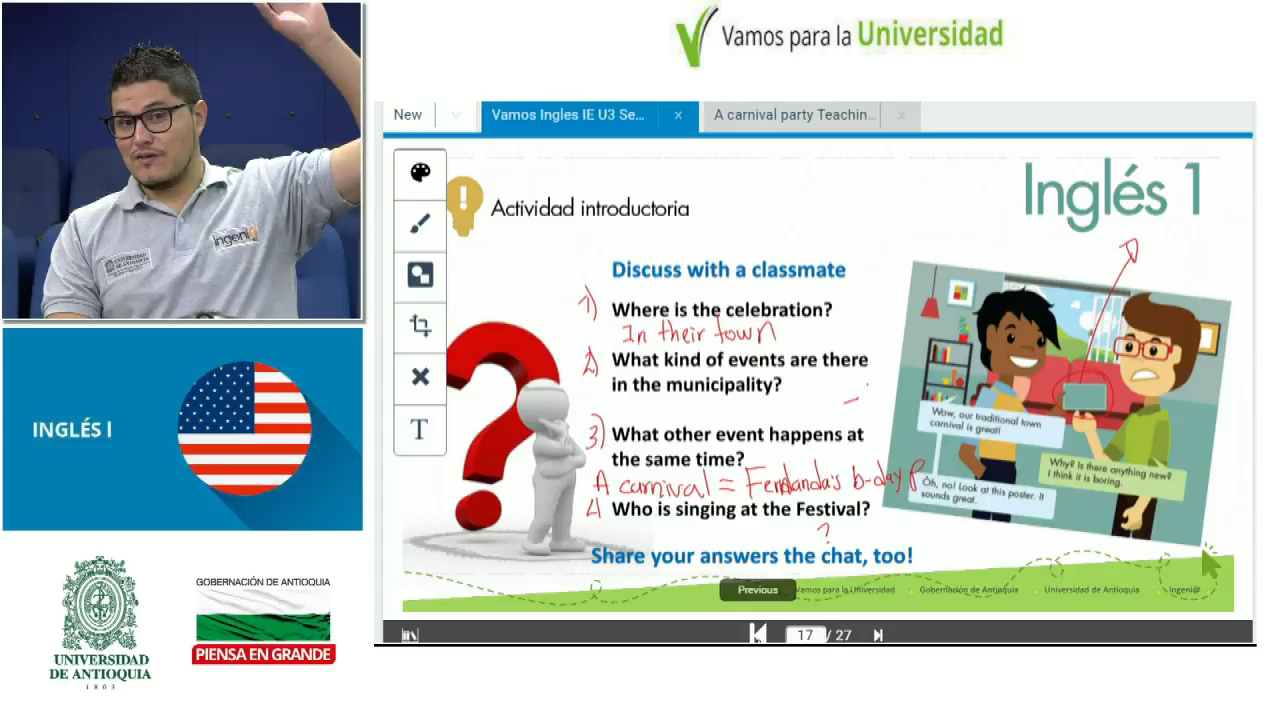 Vamos para la Universidad
New
Vamos Ingles IE U3 Se...
x
A carnival party Teachin...
x
UNIVERSIDAD
DE ANTIOQUIA
Ingeni@
! Actividad introductoria
Inglés 1
Discuss with a classmate
1) Where is the celebration?
In their town
2) What kind of events are there
in the municipality?
3) What other event happens at
the same time?
A carnival = Ferdanda's b-day P
4 Who is singing at the Festival?
?
Share your answers the chat, too!
Wow, our traditional town
carnival is great!
Why? Is there anything new?
I think it is boring.
Oh, no! Look at this poster. It
sounds great.
T
INGLÉS I
Previous
Vamos para la Universidad
Gobernación de Antioquia
Universidad de Antioquia
Ingeni@
17 / 27
UNIVERSIDAD
DE ANTIOQUIA
1803
GOBERNACIÓN DE ANTIOQUIA
PIENSA EN GRANDE